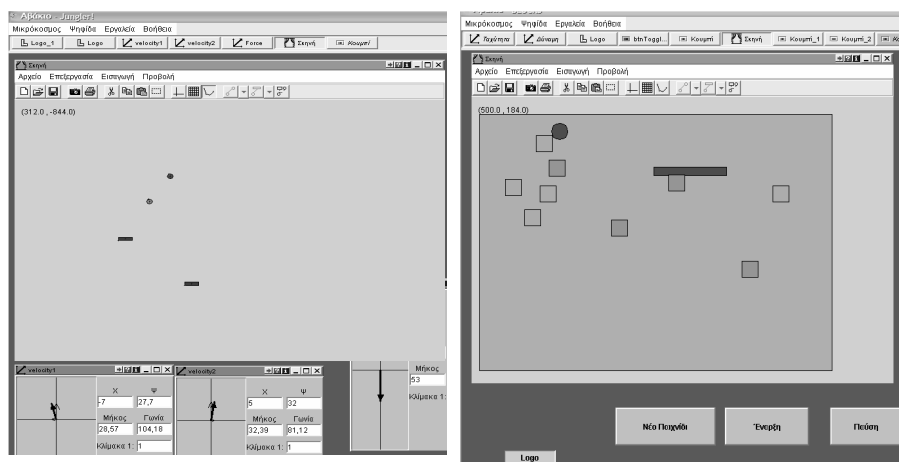 Αβάκιο - Jungler!
Μικρόκοσμος Ψηφίδα Εργαλεία Βοήθεια
Logo_1 Logo velocity1 velocity2 Force Σκηνή Κουμπί
Σκηνή
Αρχείο Επεξεργασία Εισαγωγή Προβολή
(312.0 , -844.0)
velocity1
X Ψ
-7 27,7
Μήκος Γωνία
28,57 104,18
Κλίμακα 1: 1
velocity2
X Ψ
5 32
Μήκος Γωνία
32,39 81,12
Κλίμακα 1: 1
Μήκος
53
Κλίμακα 1:
Μικρόκοσμος Ψηφίδα Εργαλεία Βοήθεια
Ταχύτητα Δύναμη Logo btnToggl... Κουμπί Σκηνή Κουμπί_1 Κουμπί_2
Σκηνή
Αρχείο Επεξεργασία Εισαγωγή Προβολή
(500.0 , 184.0)
Νέο Παιχνίδι Έναρξη Παύση
Logo